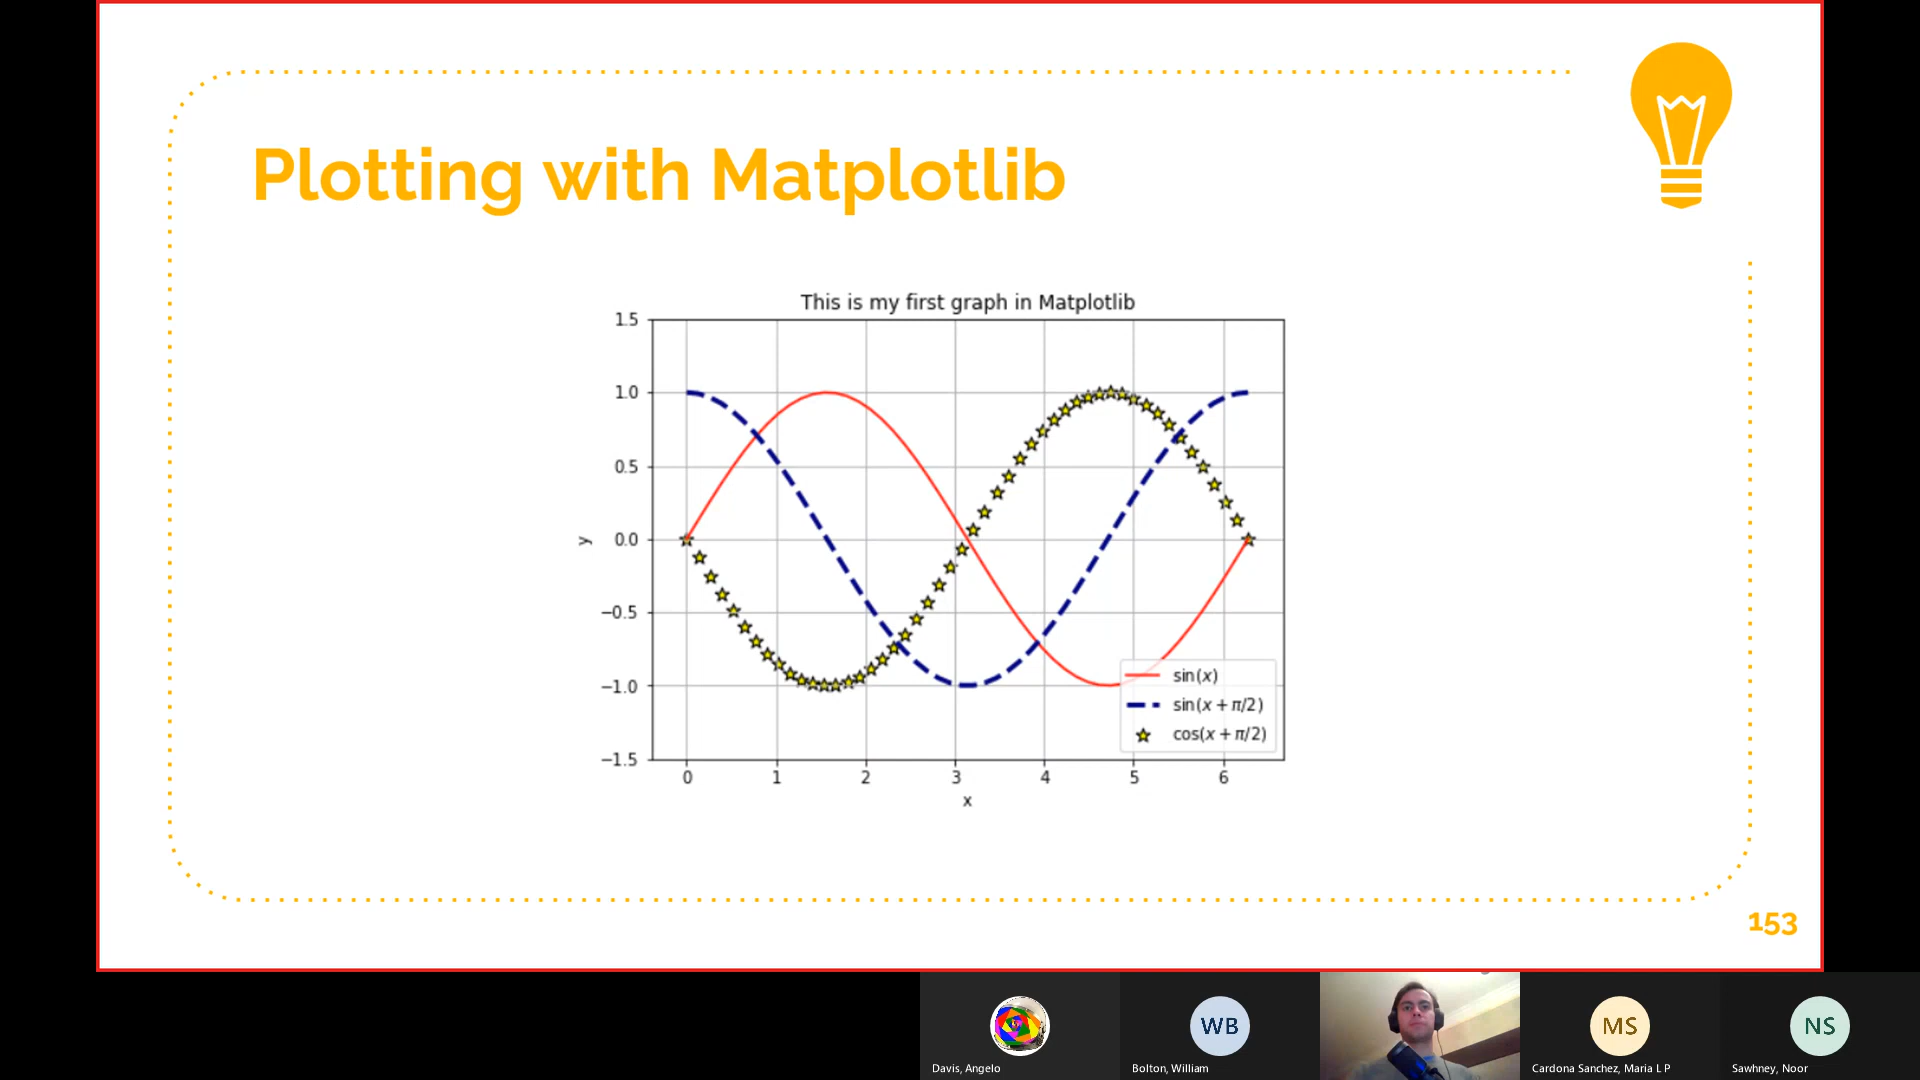 Plotting with Matplotlib
This is my first graph in Matplotlib
1.5
1.0
0.5
0.0
−0.5
−1.0
−1.5
y
0 1 2 3 4 5 6
x
sin(x)
sin(x + π/2)
cos(x + π/2)
153
WB
MS
NS
Davis, Angelo
Bolton, William
Cardona Sanchez, Maria L P
Sawhney, Noor